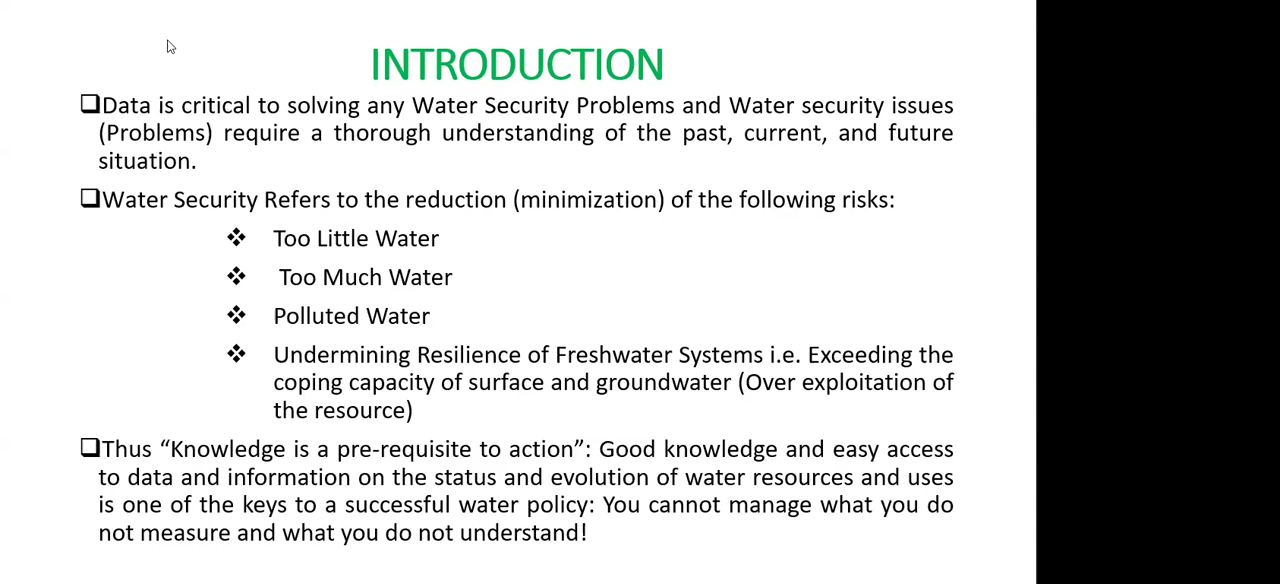 INTRODUCTION
Data is critical to solving any Water Security Problems and Water security issues
(Problems) require a thorough understanding of the past, current, and future
situation.
Water Security Refers to the reduction (minimization) of the following risks:
Too Little Water
Too Much Water
Polluted Water
Undermining Resilience of Freshwater Systems i.e. Exceeding the
coping capacity of surface and groundwater (Over exploitation of
the resource)
Thus “Knowledge is a pre-requisite to action”: Good knowledge and easy access
to data and information on the status and evolution of water resources and uses
is one of the keys to a successful water policy: You cannot manage what you do
not measure and what you do not understand!